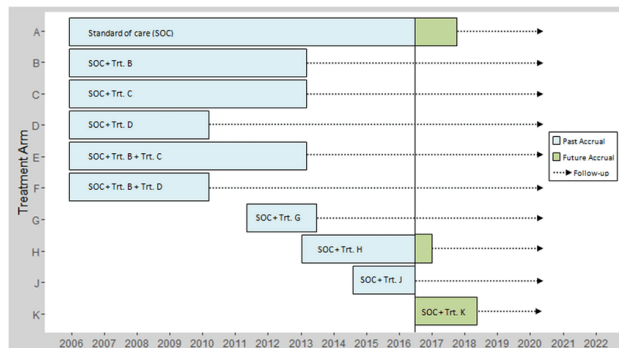 A
Standard of care (SOC)
B
SOC+ Trt. B
C
SOC+ Trt. C
D
SOC+ Trt. D
E
SOC+ Trt. B + Trt. C
F
SOC+ Trt. B + Trt. D
G
SOC+ Trt. G
H
SOC+ Trt. H
J
SOC+ Trt. J
K
SOC+ Trt. K
Treatment Arm
Past Accrual
Future Accrual
Follow-up
2006 2007 2008 2009 2010 2011 2012 2013 2014 2015 2016 2017 2018 2019 2020 2021 2022